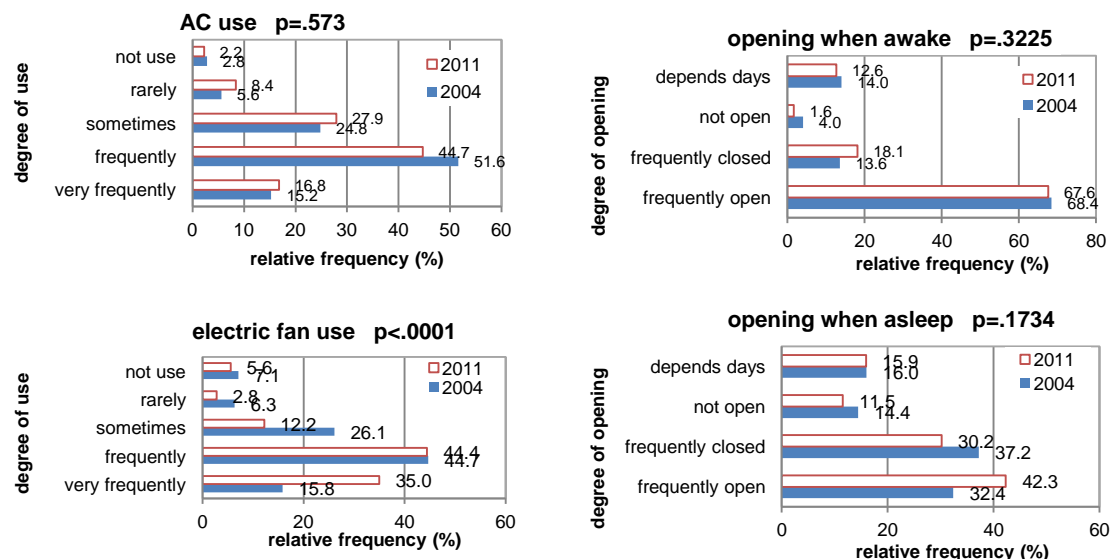 AC use p=.573
degree of use
not use
2.2
2.8
rarely
8.4
5.6
sometimes
27.9
24.8
frequently
44.7
51.6
very frequently
16.8
15.2
2011
2004
0 10 20 30 40 50 60
relative frequency (%)
opening when awake p=.3225
degree of opening
depends days
12.6
14.0
not open
1.6
4.0
frequently closed
18.1
13.6
frequently open
67.6
68.4
2011
2004
0 20 40 60 80
relative frequency (%)
electric fan use p<.0001
degree of use
not use
5.6
7.1
rarely
2.8
6.3
sometimes
12.2
26.1
frequently
44.4
44.7
very frequently
35.0
15.8
2011
2004
0 20 40 60
relative frequency (%)
opening when asleep p=.1734
degree of opening
depends days
15.9
16.0
not open
11.5
14.4
frequently closed
30.2
37.2
frequently open
42.3
32.4
2011
2004
0 20 40 60
relative frequency (%)